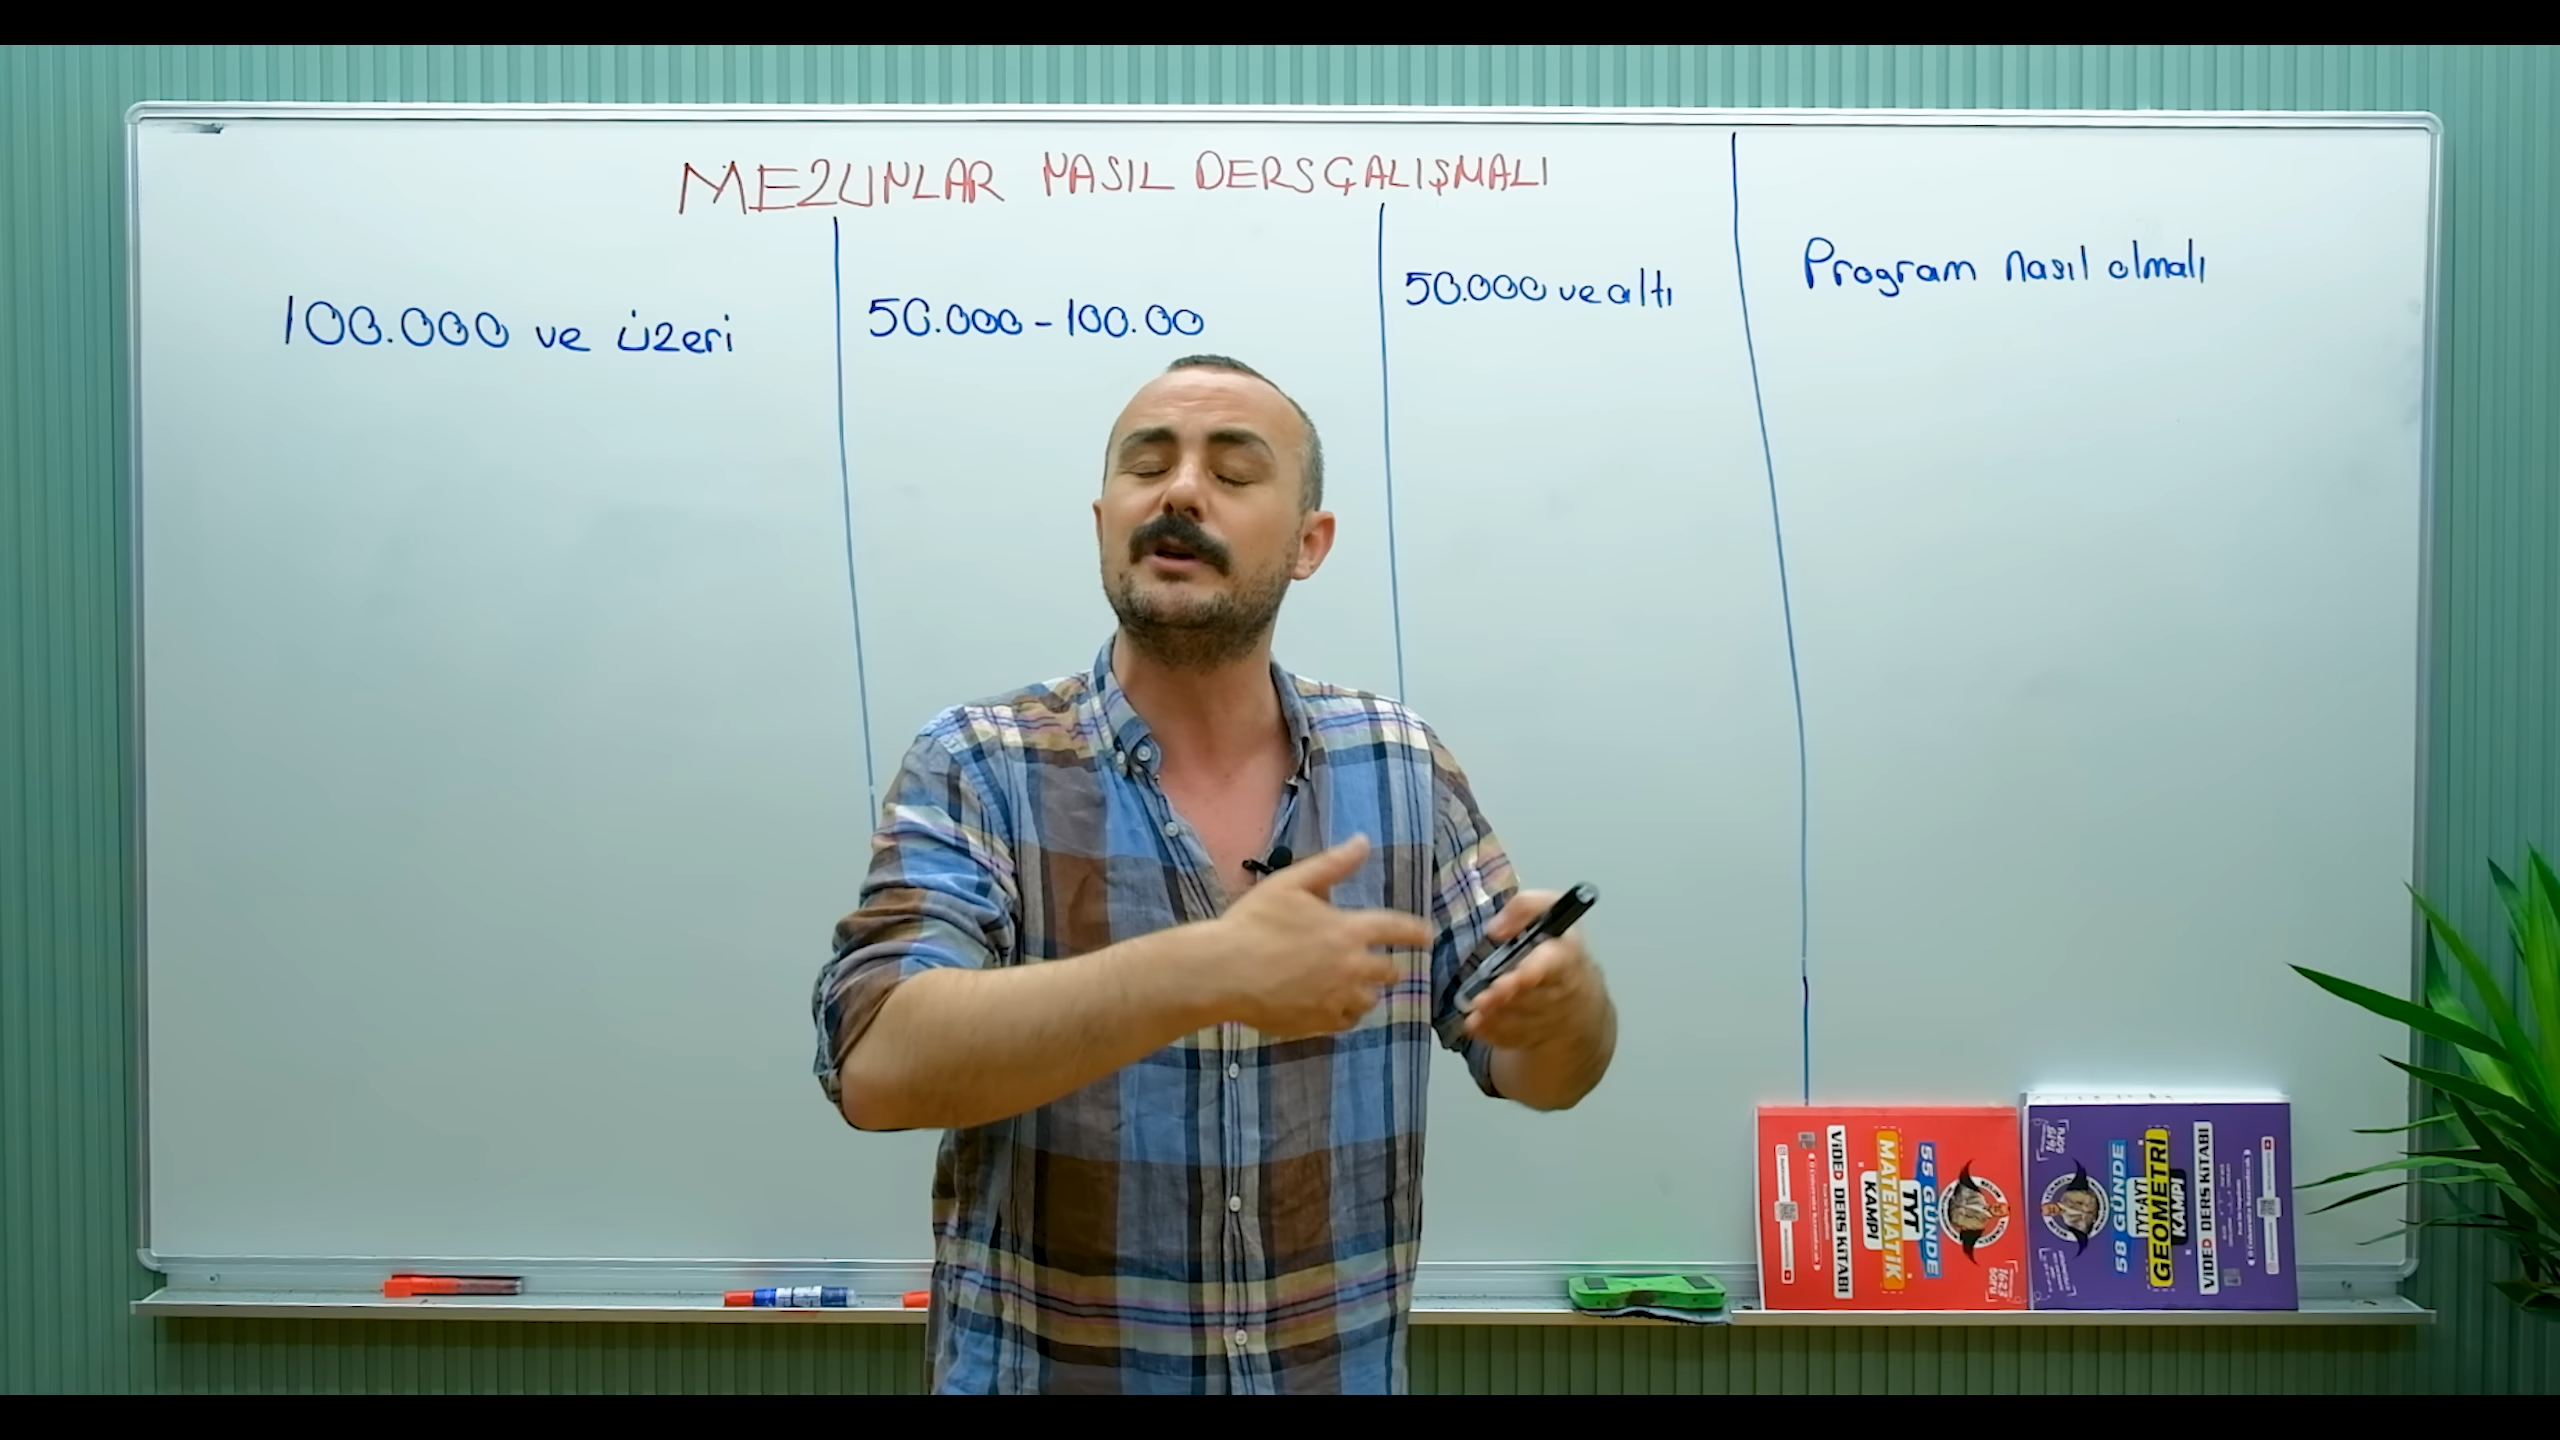 MEZUNLAR NASIL DERS ÇALIŞMALI
100.000 ve üzeri
50.000-100.00
50.000 ve altı
Program nasıl olmalı
55 GÜNDE
TYT
MATEMATİK
KAMPI
VİDEO DERS KİTABI
58 GÜNDE
TYT-AYT
GEOMETRİ
KAMPI
VİDEO DERS KİTABI